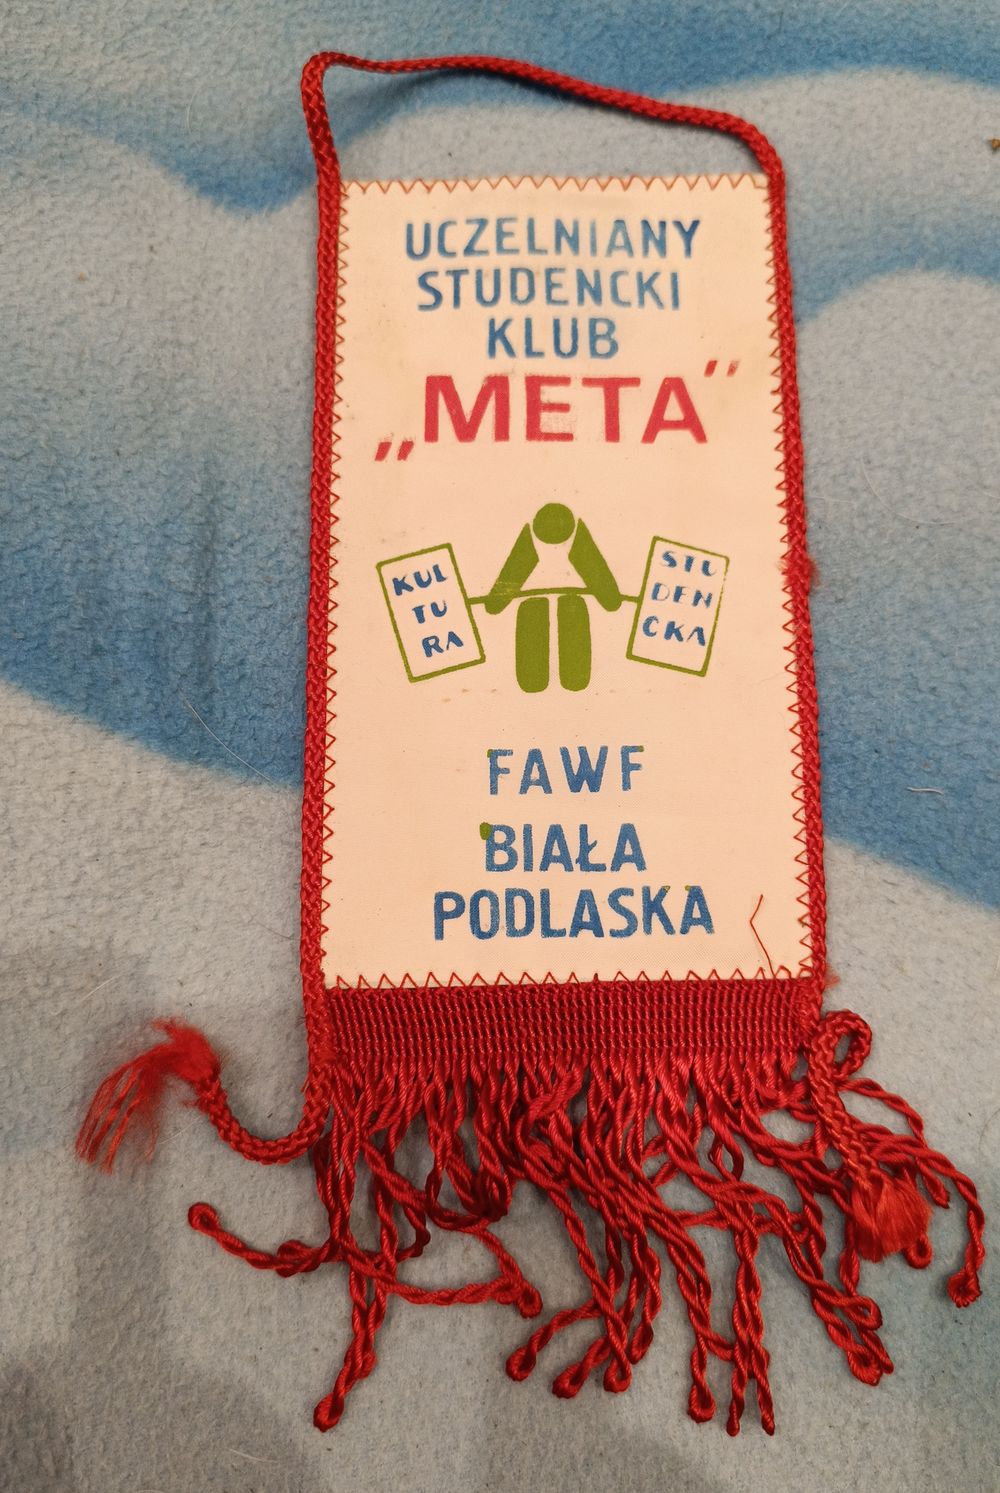 UCZELNIANY
STUDENCKI
KLUB
„META"
KUL
TU
RA
STU
DEN
CKA
FAWF
BIAŁA
PODLASKA